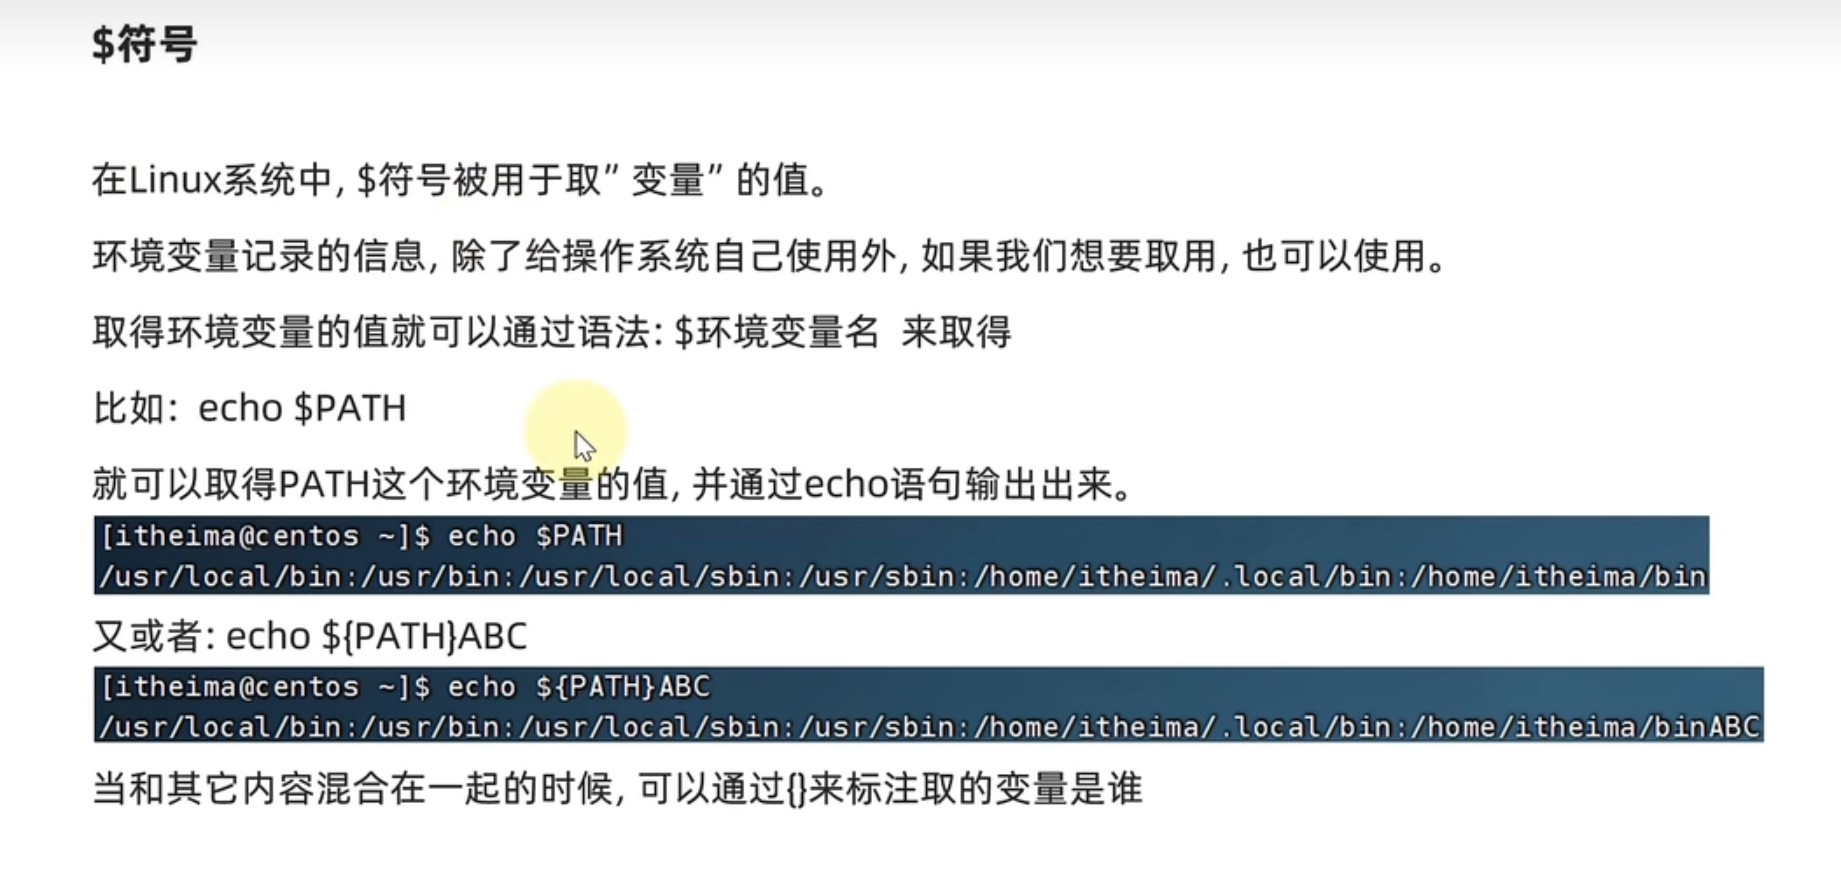 $符号
在Linux系统中, $符号被用于取”变量”的值。
环境变量记录的信息, 除了给操作系统自己使用外, 如果我们想要取用, 也可以使用。
取得环境变量的值就可以通过语法: $环境变量名 来取得
比如：echo $PATH
就可以取得PATH这个环境变量的值, 并通过echo语句输出出来。
[itheima@centos ~]$ echo $PATH
/usr/local/bin:/usr/bin:/usr/local/sbin:/usr/sbin:/home/itheima/.local/bin:/home/itheima/bin
又或者: echo ${PATH}ABC
[itheima@centos ~]$ echo ${PATH}ABC
/usr/local/bin:/usr/bin:/usr/local/sbin:/usr/sbin:/home/itheima/.local/bin:/home/itheima/binABC
当和其它内容混合在一起的时候, 可以通过{}来标注取的变量是谁